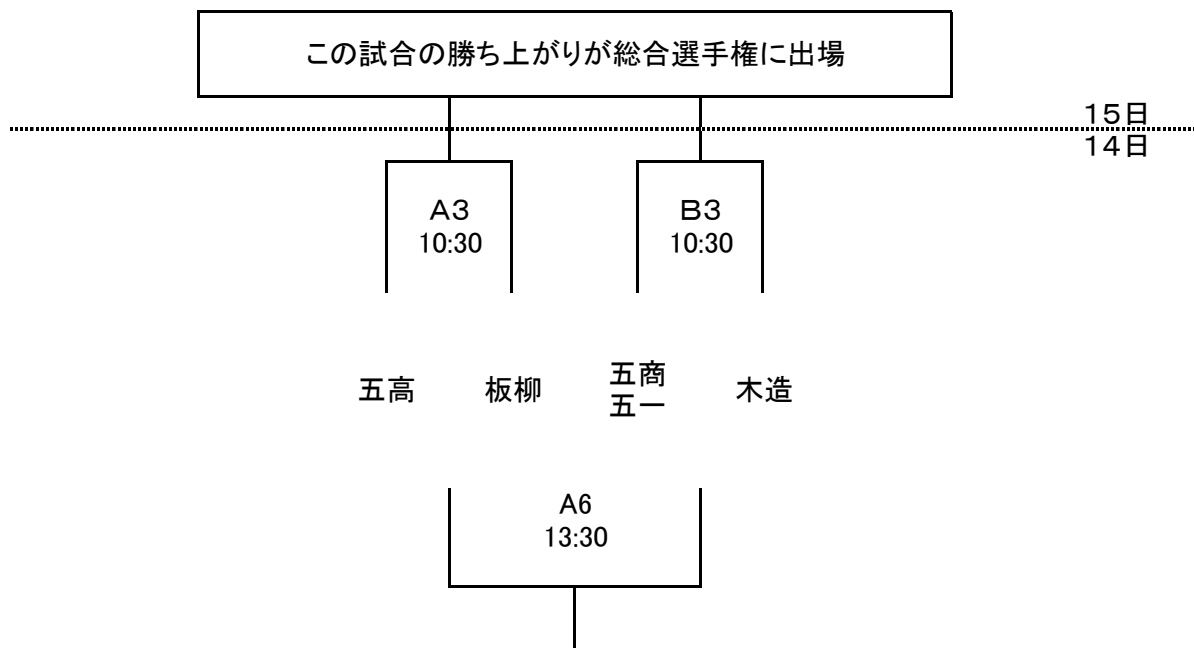 この試合の勝ち上がりが総合選手権に出場
15日
14日
A3
10:30
B3
10:30
五高
板柳
五商
五一
木造
A6
13:30